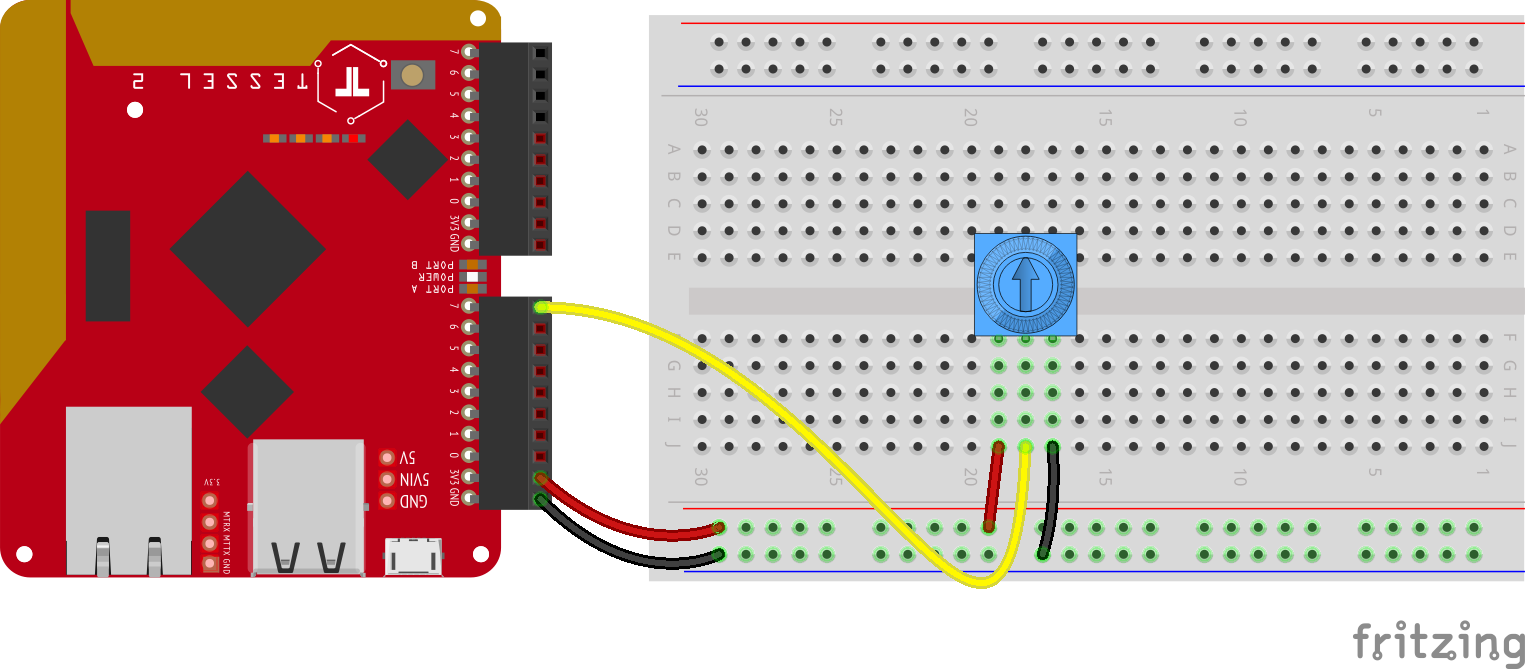 TESSEL 2
7
6
5
4
3
2
1
0
3V3
GND
PORT B
POWER
PORT A
7
6
5
4
3
2
1
0
3V3
GND
5V
5VIN
GND
3.3V
MTRX
MTTX
GND
30 25 20 15 10 5 1
A A
B B
C C
D D
E E
F F
G G
H H
I I
J J
30 25 20 15 10 5 1
fritzing